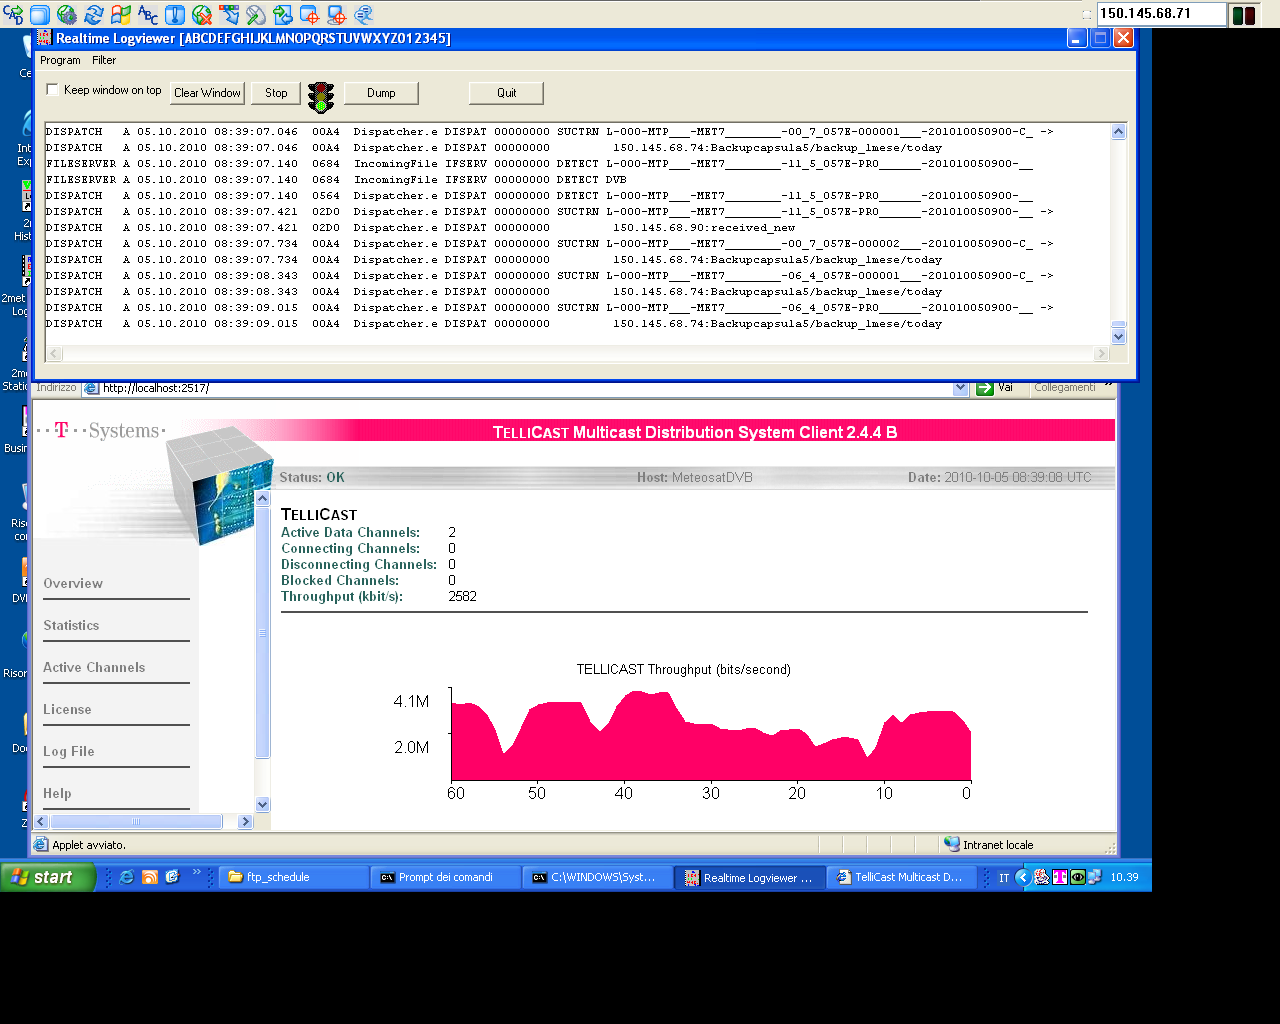 CAD
ABC
150.145.68.71
Realtime Logviewer [ABCDEFGHIJKLMNOPQRSTUVWXYZ012345]
Program Filter
Keep window on top Clear Window Stop Dump Quit
DISPATCH A 05.10.2010 08:39:07.046 00A4 Dispatcher.e DISPAT 00000000 SUCTRN L-000-MTP___-MET7________-00_7_057E-000001___-201010050900-C_ ->
DISPATCH A 05.10.2010 08:39:07.046 00A4 Dispatcher.e DISPAT 00000000 150.145.68.74:Backupcapsula5/backup_lmese/today
FILESERVER A 05.10.2010 08:39:07.140 0684 IncomingFile IFSERV 00000000 DETECT L-000-MTP___-MET7________-11_5_057E-PRO______-201010050900-__
FILESERVER A 05.10.2010 08:39:07.140 0684 IncomingFile IFSERV 00000000 DETECT DVB
DISPATCH A 05.10.2010 08:39:07.140 0564 Dispatcher.e DISPAT 00000000 DETECT L-000-MTP___-MET7________-11_5_057E-PRO______-201010050900-__
DISPATCH A 05.10.2010 08:39:07.421 02D0 Dispatcher.e DISPAT 00000000 SUCTRN L-000-MTP___-MET7________-11_5_057E-PRO______-201010050900-__ ->
DISPATCH A 05.10.2010 08:39:07.421 02D0 Dispatcher.e DISPAT 00000000 150.145.68.90:received_new
DISPATCH A 05.10.2010 08:39:07.734 00A4 Dispatcher.e DISPAT 00000000 SUCTRN L-000-MTP___-MET7________-00_7_057E-000002___-201010050900-C_ ->
DISPATCH A 05.10.2010 08:39:07.734 00A4 Dispatcher.e DISPAT 00000000 150.145.68.74:Backupcapsula5/backup_lmese/today
DISPATCH A 05.10.2010 08:39:08.343 00A4 Dispatcher.e DISPAT 00000000 SUCTRN L-000-MTP___-MET7________-06_4_057E-000001___-201010050900-C_ ->
DISPATCH A 05.10.2010 08:39:08.343 00A4 Dispatcher.e DISPAT 00000000 150.145.68.74:Backupcapsula5/backup_lmese/today
DISPATCH A 05.10.2010 08:39:09.015 00A4 Dispatcher.e DISPAT 00000000 SUCTRN L-000-MTP___-MET7________-06_4_057E-PRO______-201010050900-__ ->
DISPATCH A 05.10.2010 08:39:09.015 00A4 Dispatcher.e DISPAT 00000000 150.145.68.74:Backupcapsula5/backup_lmese/today
Indirizzo http://localhost:2517/ Vai Collegamenti
T Systems
TELLICAST Multicast Distribution System Client 2.4.4 B
Status: OK Host: MeteosatDVB Date: 2010-10-05 08:39:08 UTC
TELLICAST
Active Data Channels: 2
Connecting Channels: 0
Disconnecting Channels: 0
Blocked Channels: 0
Throughput (kbit/s): 2582
Overview
Statistics
Active Channels
License
Log File
Help
TELLICAST Throughput (bits/second)
4.1M
2.0M
60 50 40 30 20 10 0
Applet avviato. Intranet locale
start ftp_schedule Prompt dei comandi C:\WINDOWS\Syst... Realtime Logviewer ... TelliCast Multicast D... IT 10.39